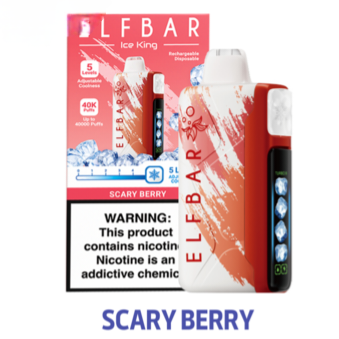 ELFBAR
Ice King
Rechargeable
Disposable
5
Levels
Adjustable
Coolness
40K
Puffs
Up to
40000 Puffs
ELFBAR
SCARY BERRY
WARNING:
This product
contains nicotine
Nicotine is an
addictive chemic
ELFBAR
SCARY BERRY